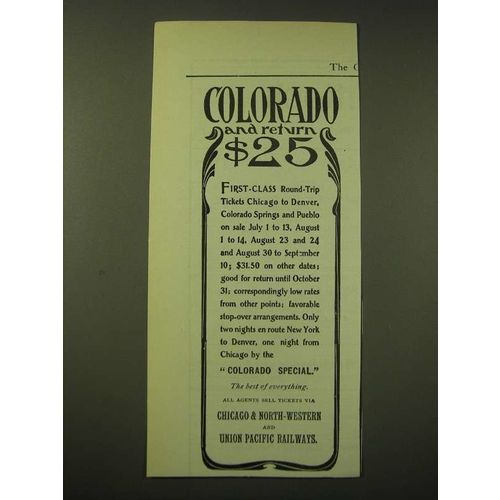 The C
COLORADO
and return
$25
FIRST-CLASS Round-Trip
Tickets Chicago to Denver,
Colorado Springs and Pueblo
on sale July 1 to 13, August
1 to 14, August 23 and 24
and August 30 to September
10; $31.50 on other dates;
good for return until October
31; correspondingly low rates
from other points; favorable
stop-over arrangements. Only
two nights en route New York
to Denver, one night from
Chicago by the
"COLORADO SPECIAL."
The best of everything.
ALL AGENTS SELL TICKETS VIA
CHICAGO & NORTH-WESTERN
AND
UNION PACIFIC RAILWAYS.